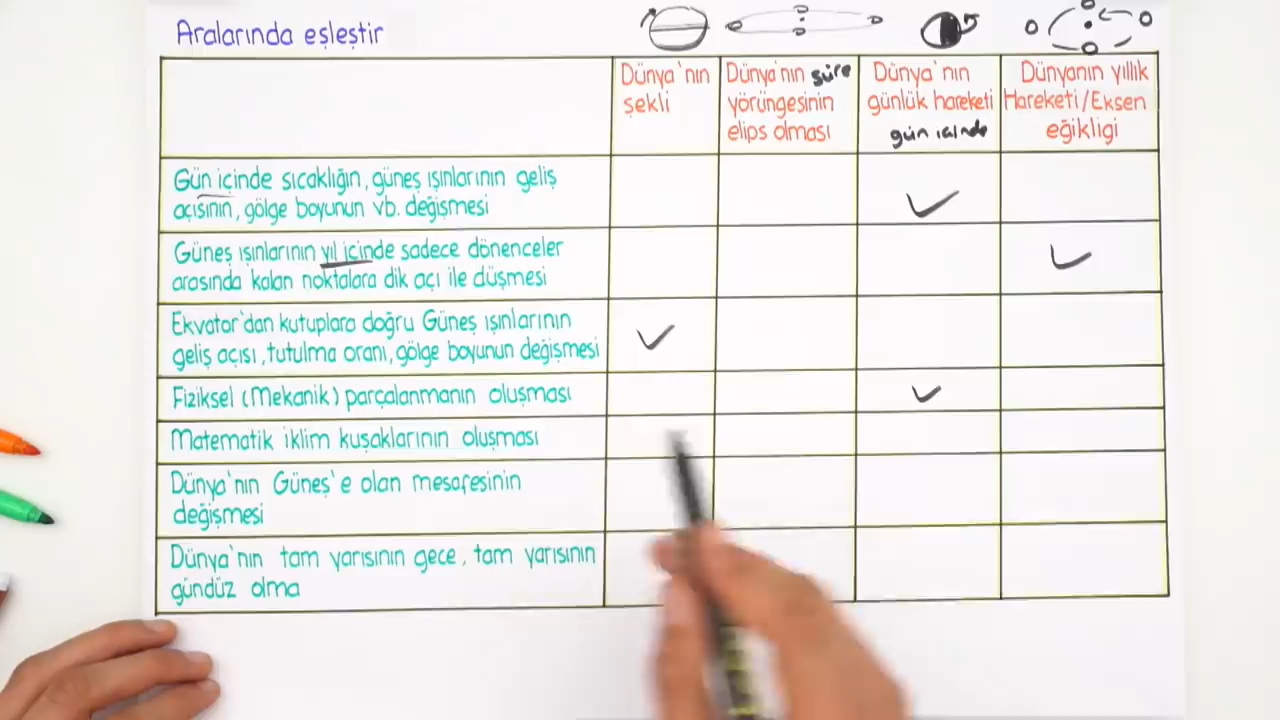 Aralarında eşleştir
Dünya'nın
şekli
Dünya'nın süre
yörüngesinin
elips olması
Dünya'nın
günlük hareketi
gün içinde
Dünyanın yıllık
Hareketi/Eksen
eğikligi
Gün içinde sıcaklığın, güneş ışınlarının geliş
açısının, gölge boyunun vb. değişmesi
Güneş ışınlarının yıl içinde sadece dönenceler
arasında kalan noktalara dik açı ile düşmesi
Ekvator'dan kutuplara doğru Güneş ışınlarının
geliş açısı, tutulma oranı, gölge boyunun değişmesi
Fiziksel (Mekanik) parçalanmanın oluşması
Matematik iklim kuşaklarının oluşması
Dünya'nın Güneş'e olan mesafesinin
değişmesi
Dünya'nın tam yarısının gece, tam yarısının
gündüz olma